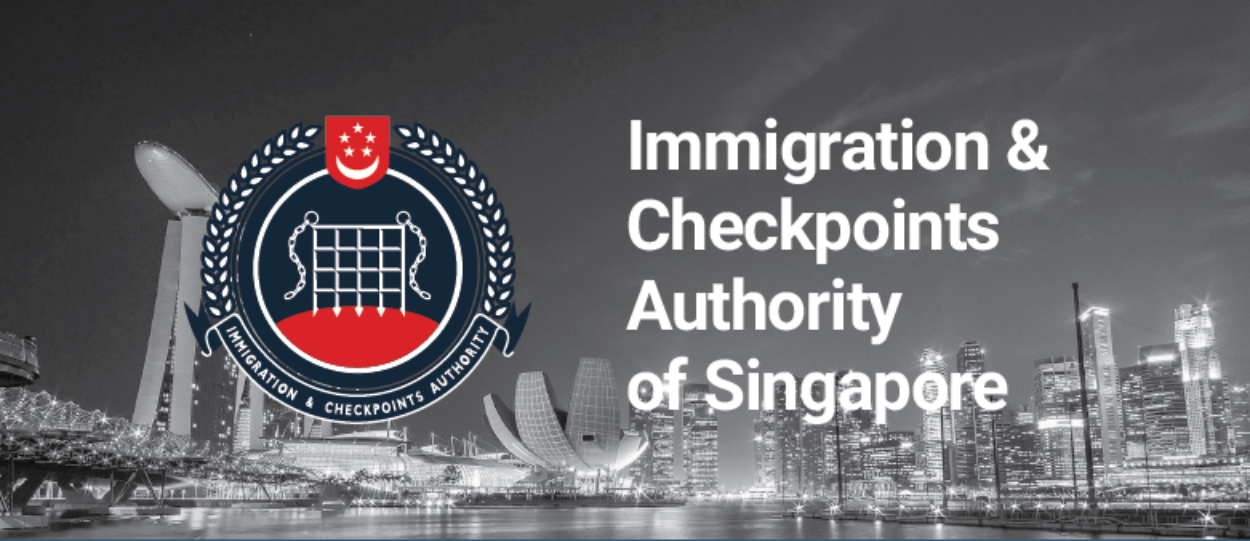 IMMIGRATION & CHECKPOINTS AUTHORITY
Immigration &
Checkpoints
Authority
of Singapore